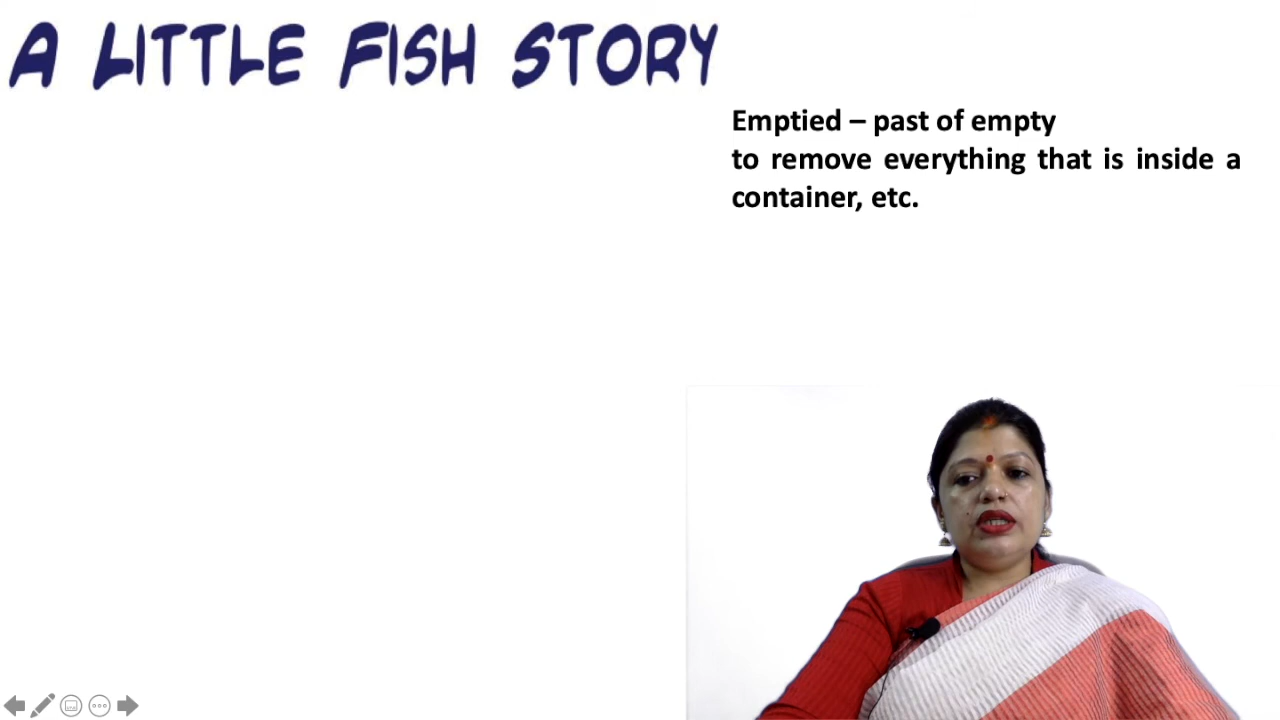 A LITTLE FISH STORY
Emptied – past of empty
to remove everything that is inside a
container, etc.